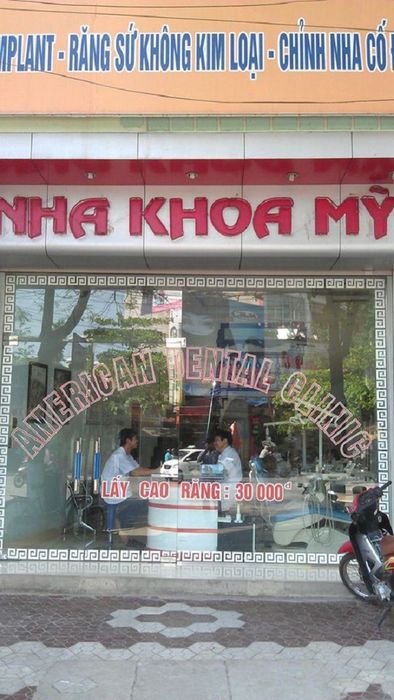 IMPLANT - RĂNG SỨ KHÔNG KIM LOẠI - CHỈNH NHA CỐ
NHA KHOA MỸ
AMERICAN DENTAL CLINIC
LẤY CAO RĂNG: 30 000đ